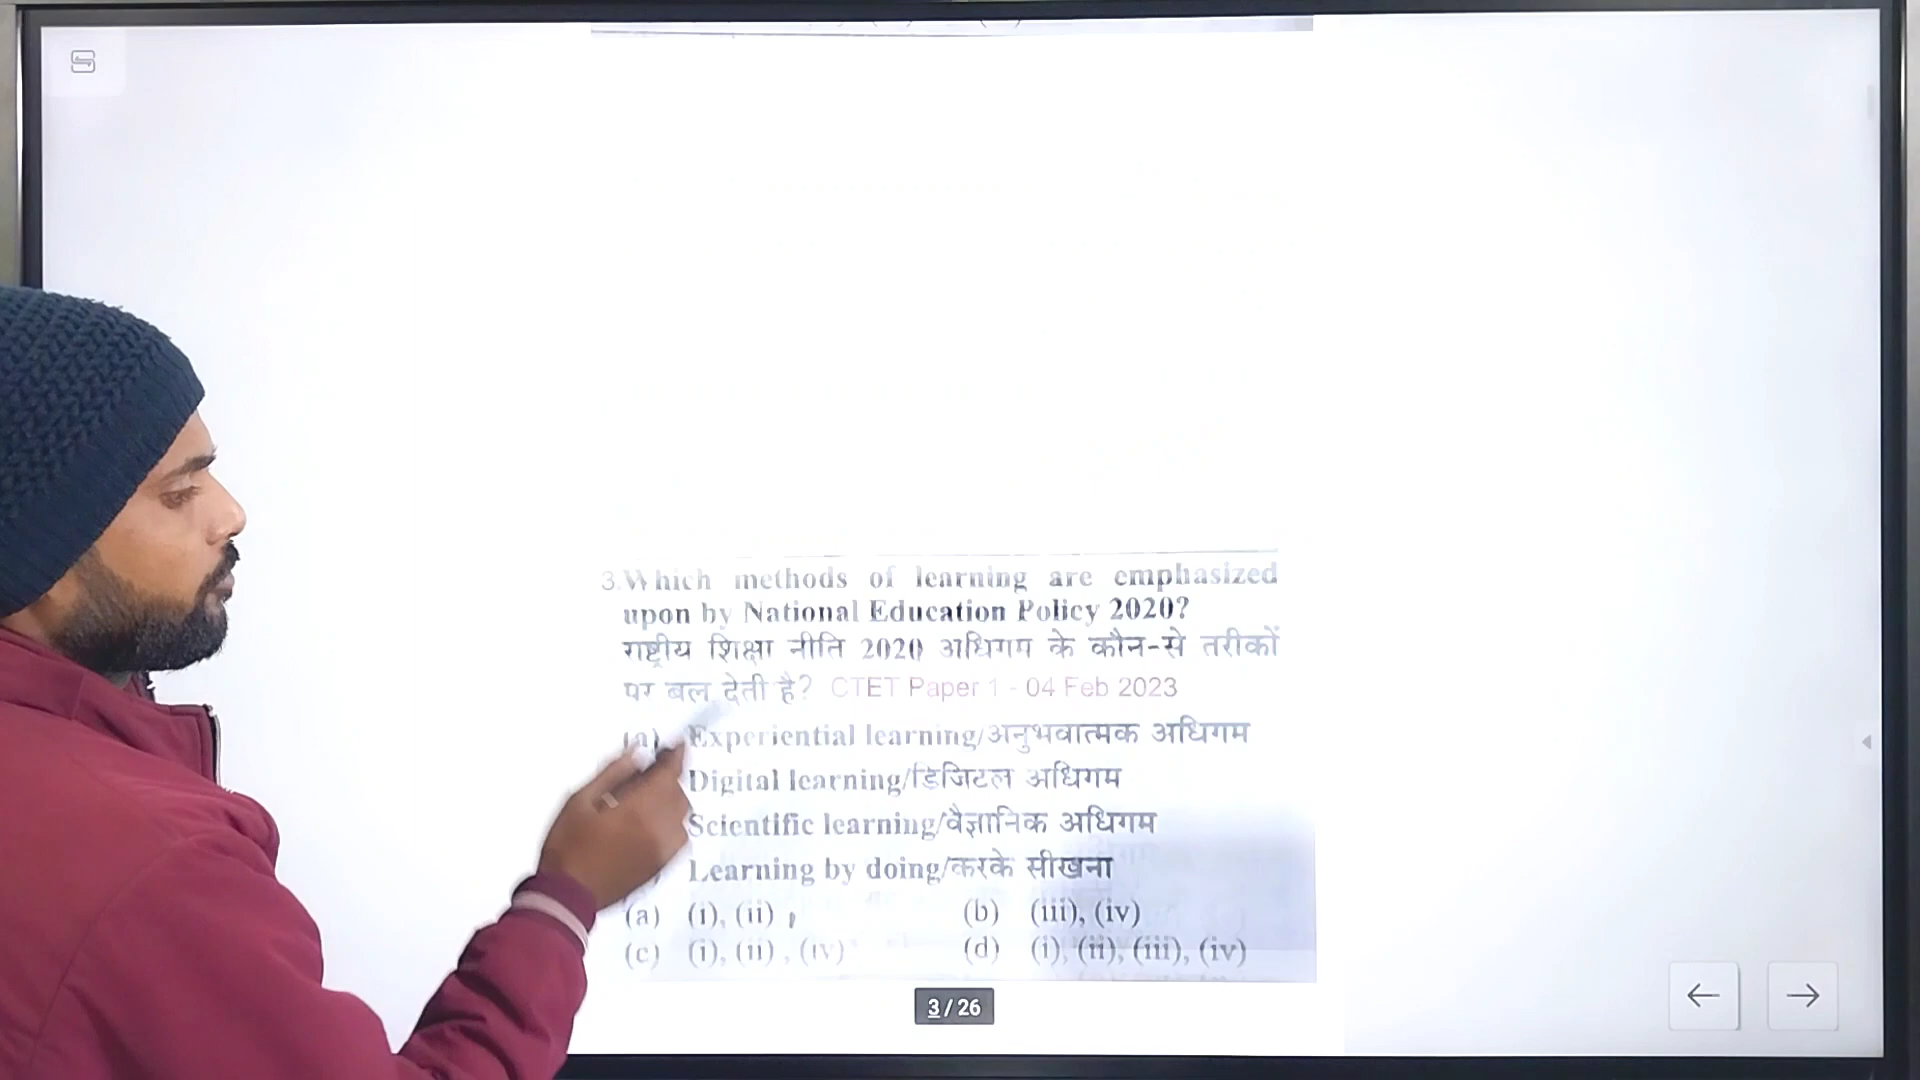 3. Which methods of learning are emphasized
upon by National Education Policy 2020?
राष्ट्रीय शिक्षा नीति 2020 अधिगम के कौन-से तरीकों
पर बल देती है? CTET Paper 1 - 04 Feb 2023
(a) Experiential learning/अनुभवात्मक अधिगम
Digital learning/डिजिटल अधिगम
Scientific learning/वैज्ञानिक अधिगम
Learning by doing/करके सीखना
(a) (i), (ii)
(b) (iii), (iv)
(c) (i), (ii) , (iv)
(d) (i), (ii), (iii), (iv)
3 / 26